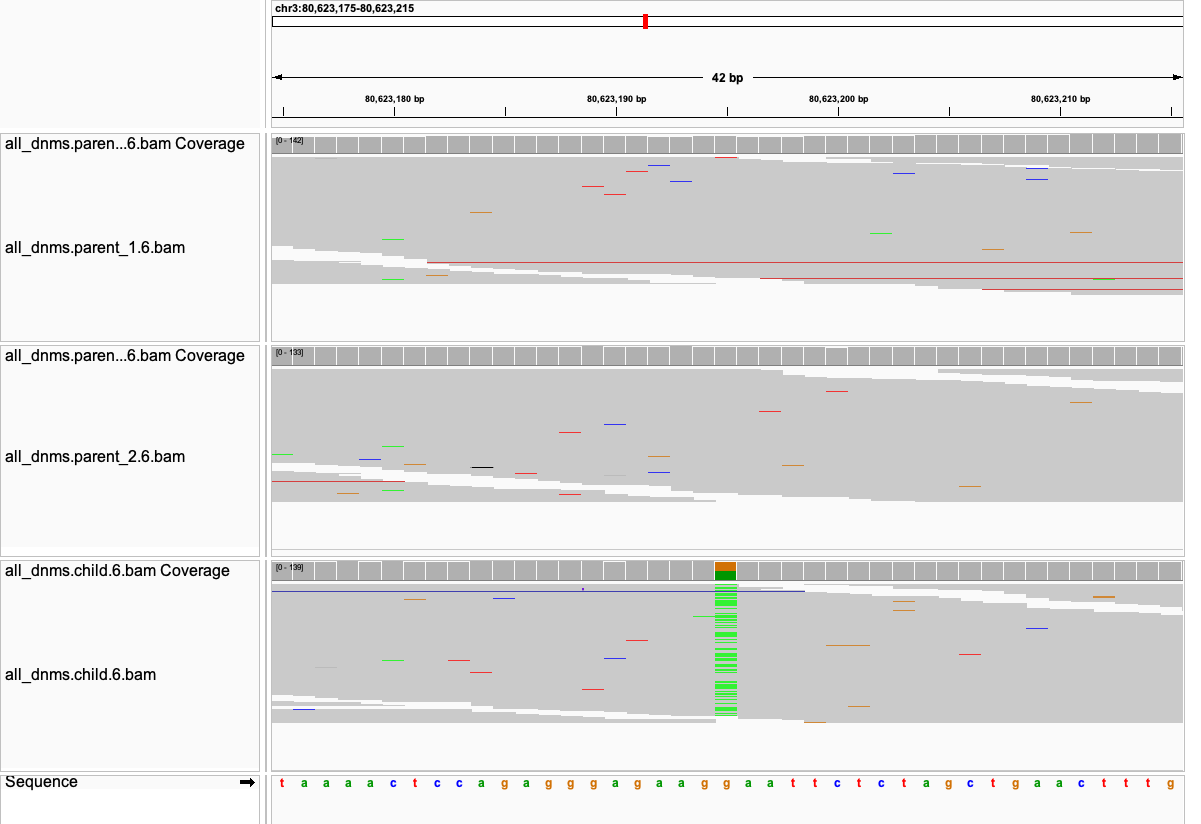 chr3:80,623,175-80,623,215
42 bp
80,623,180 bp 80,623,190 bp 80,623,200 bp 80,623,210 bp
all_dnms.paren...6.bam Coverage
[0 - 142]
all_dnms.parent_1.6.bam
all_dnms.paren...6.bam Coverage
[0 - 133]
all_dnms.parent_2.6.bam
all_dnms.child.6.bam Coverage
[0 - 139]
all_dnms.child.6.bam
Sequence t a a a a c t c c a g a g g g a g a a g g a a t t c t c t a g c t g a a c t t t g